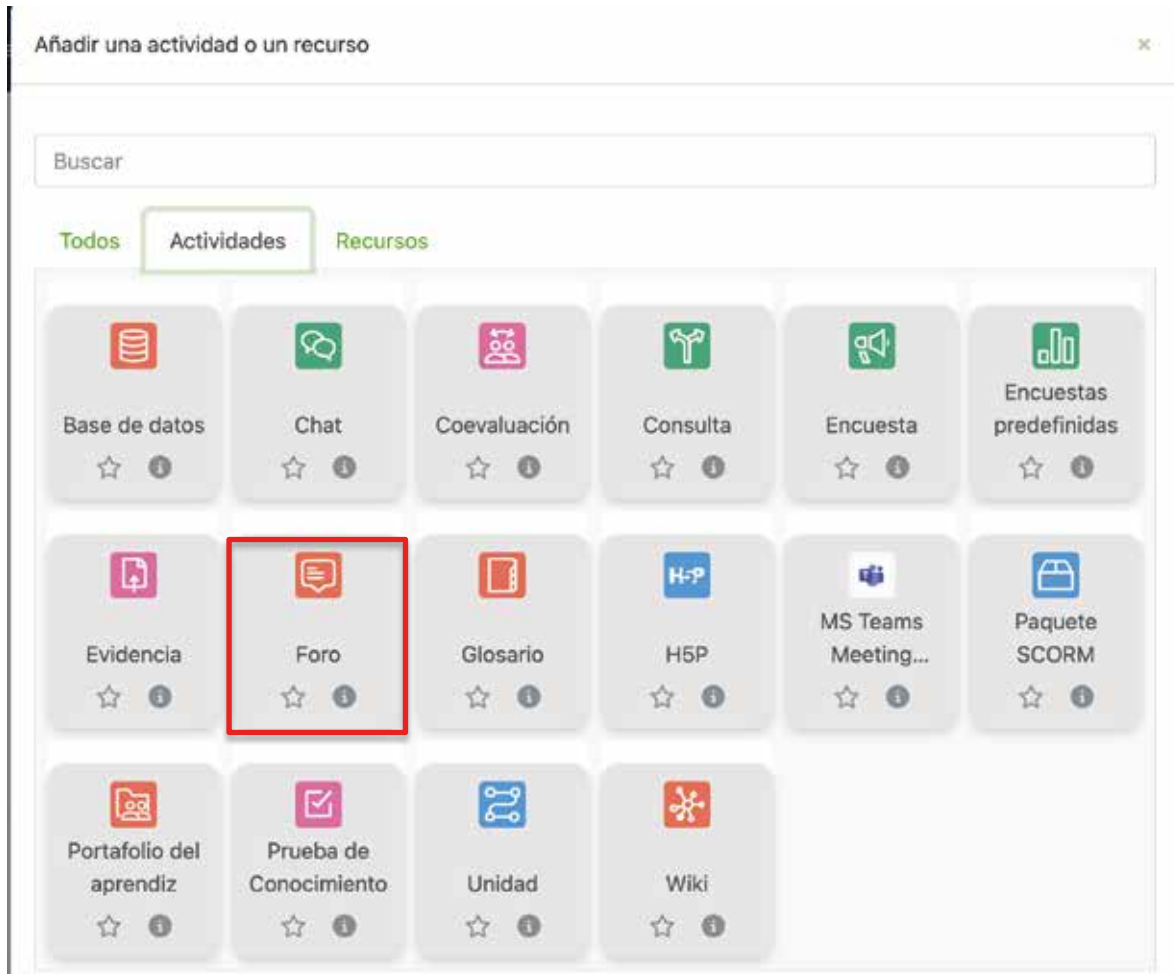 Añadir una actividad o un recurso
×
Buscar
Todos Actividades Recursos
Base de datos Chat Coevaluación Consulta Encuesta Encuestas predefinidas
Evidencia Foro Glosario H5P MS Teams Meeting... Paquete SCORM
Portafolio del aprendiz Prueba de Conocimiento Unidad Wiki